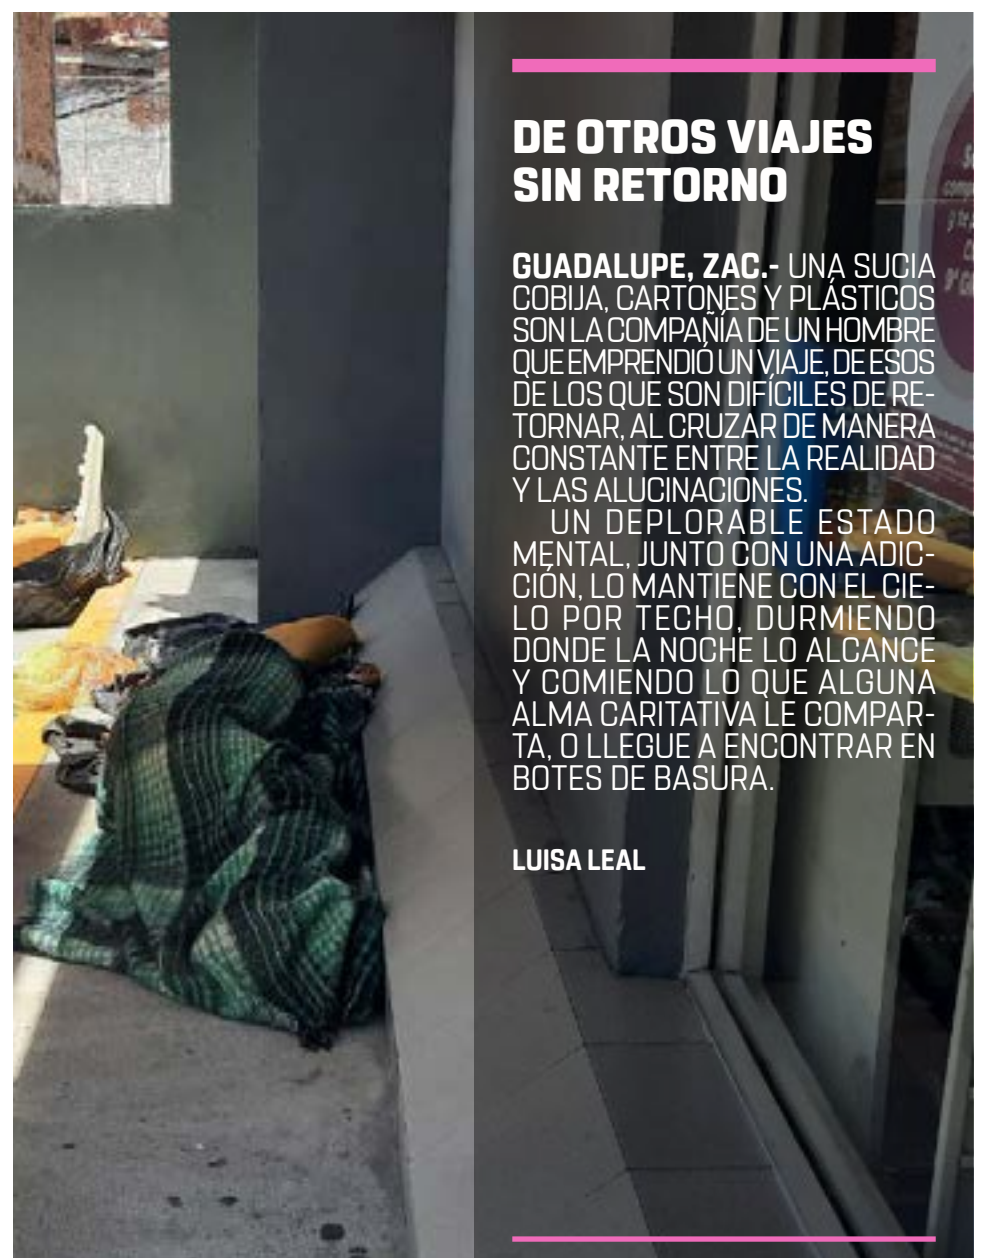 DE OTROS VIAJES
SIN RETORNO
GUADALUPE, ZAC.- UNA SUCIA
COBIJA, CARTONES Y PLÁSTICOS
SON LA COMPAÑÍA DE UN HOMBRE
QUE EMPRENDIÓ UN VIAJE, DE ESOS
DE LOS QUE SON DIFÍCILES DE RE-
TORNAR, AL CRUZAR DE MANERA
CONSTANTE ENTRE LA REALIDAD
Y LAS ALUCINACIONES.
UN DEPLORABLE ESTADO
MENTAL, JUNTO CON UNA ADIC-
CIÓN, LO MANTIENE CON EL CIE-
LO POR TECHO, DURMIENDO
DONDE LA NOCHE LO ALCANCE
Y COMIENDO LO QUE ALGUNA
ALMA CARITATIVA LE COMPAR-
TA, O LLEGUE A ENCONTRAR EN
BOTES DE BASURA.
LUISA LEAL